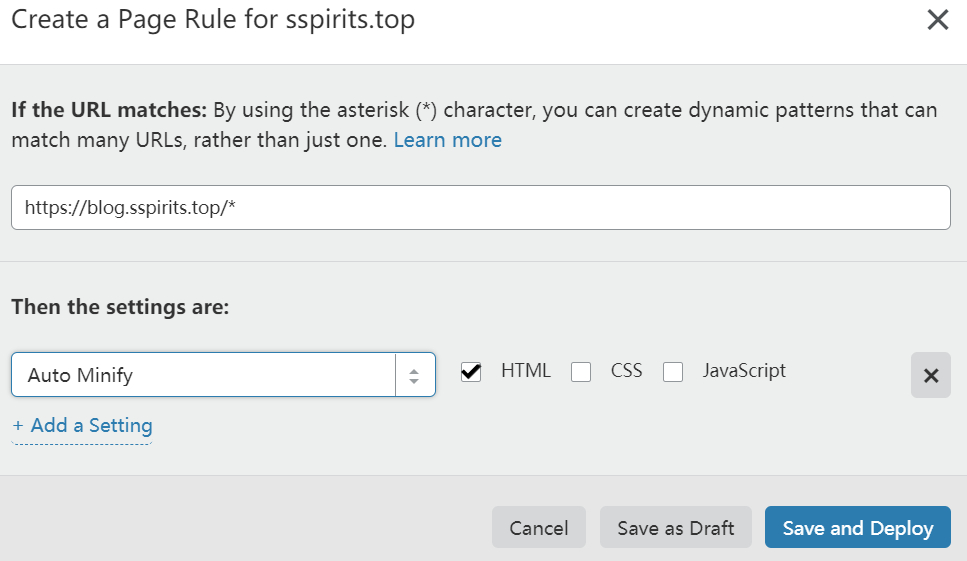 Create a Page Rule for sspirits.top
If the URL matches: By using the asterisk (*) character, you can create dynamic patterns that can
match many URLs, rather than just one. Learn more
https://blog.sspirits.top/*
Then the settings are:
Auto Minify HTML CSS JavaScript
+ Add a Setting
Cancel Save as Draft Save and Deploy